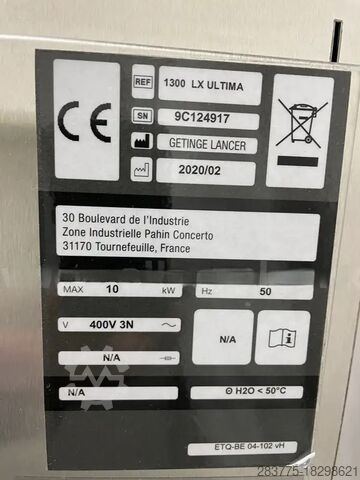 CE
REF 1300 LX ULTIMA
SN 9C124917
GETINGE LANCER
2020/02
30 Boulevard de l'Industrie
Zone Industrielle Pahin Concerto
31170 Tournefeuille, France
MAX 10 kW
Hz 50
V 400V 3N ~
N/A
N/A
i
N/A
⊙ H2O < 50°C
ETQ-BE 04-102 vH
283775-18298621